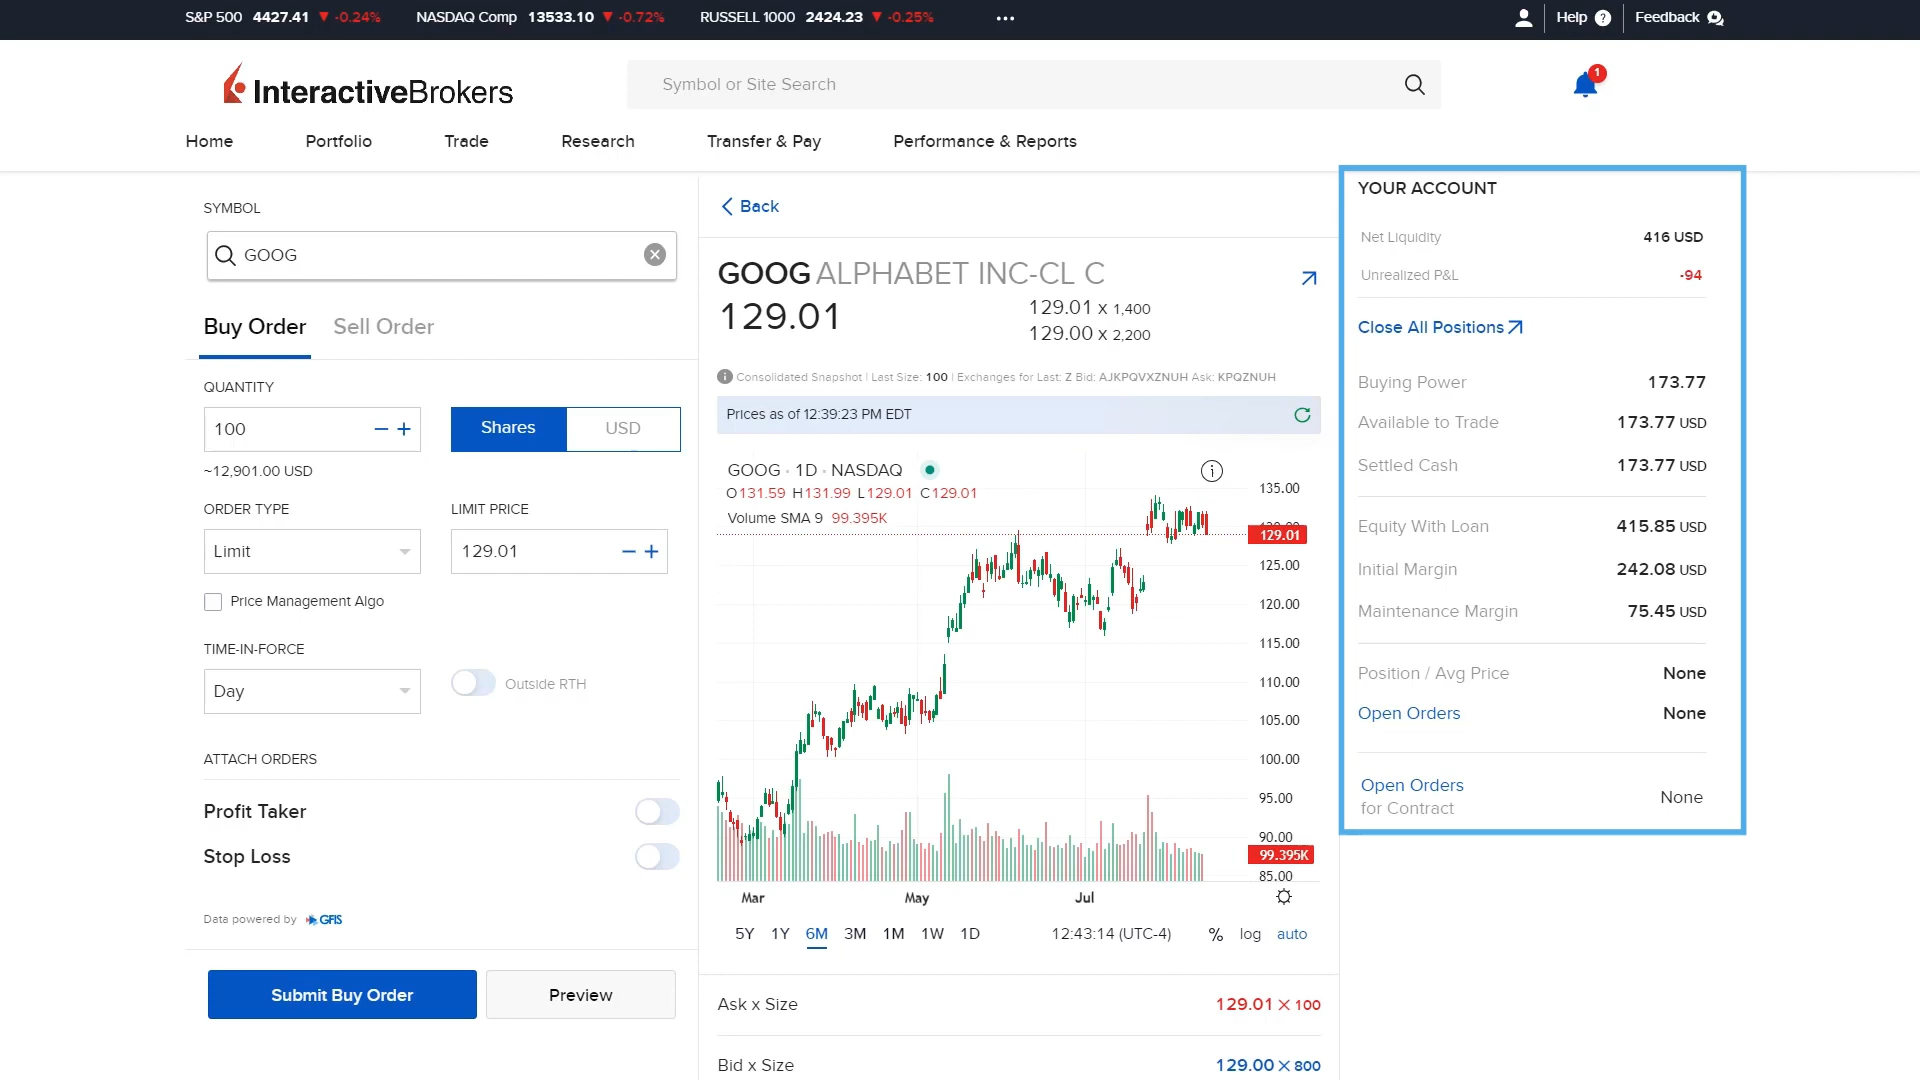 S&P 500 4427.41 ▼ -0.24% NASDAQ Comp 13533.10 ▼ -0.72% RUSSELL 1000 2424.23 ▼ -0.25% ••• Help ? Feedback
InteractiveBrokers
Symbol or Site Search
1
Home Portfolio Trade Research Transfer & Pay Performance & Reports
SYMBOL
GOOG
Buy Order Sell Order
QUANTITY
100 − + Shares USD
~12,901.00 USD
ORDER TYPE LIMIT PRICE
Limit 129.01 − +
Price Management Algo
TIME-IN-FORCE
Day Outside RTH
ATTACH ORDERS
Profit Taker
Stop Loss
Data powered by GFIS
Submit Buy Order Preview
Back
GOOG ALPHABET INC-CL C
129.01
129.01 X 1,400
129.00 X 2,200
Consolidated Snapshot | Last Size: 100 | Exchanges for Last: Z Bid: AJKPQVXZNUH Ask: KPQZNUH
Prices as of 12:39:23 PM EDT
GOOG · 1D · NASDAQ
O131.59 H131.99 L129.01 C129.01
Volume SMA 9 99.395K
135.00
129.01
125.00
120.00
115.00
110.00
105.00
100.00
95.00
90.00
99.395K
85.00
Mar May Jul
5Y 1Y 6M 3M 1M 1W 1D 12:43:14 (UTC-4) % log auto
Ask x Size 129.01 × 100
Bid x Size 129.00 × 800
YOUR ACCOUNT
Net Liquidity 416 USD
Unrealized P&L -94
Close All Positions
Buying Power 173.77
Available to Trade 173.77 USD
Settled Cash 173.77 USD
Equity With Loan 415.85 USD
Initial Margin 242.08 USD
Maintenance Margin 75.45 USD
Position / Avg Price None
Open Orders None
Open Orders
for Contract None